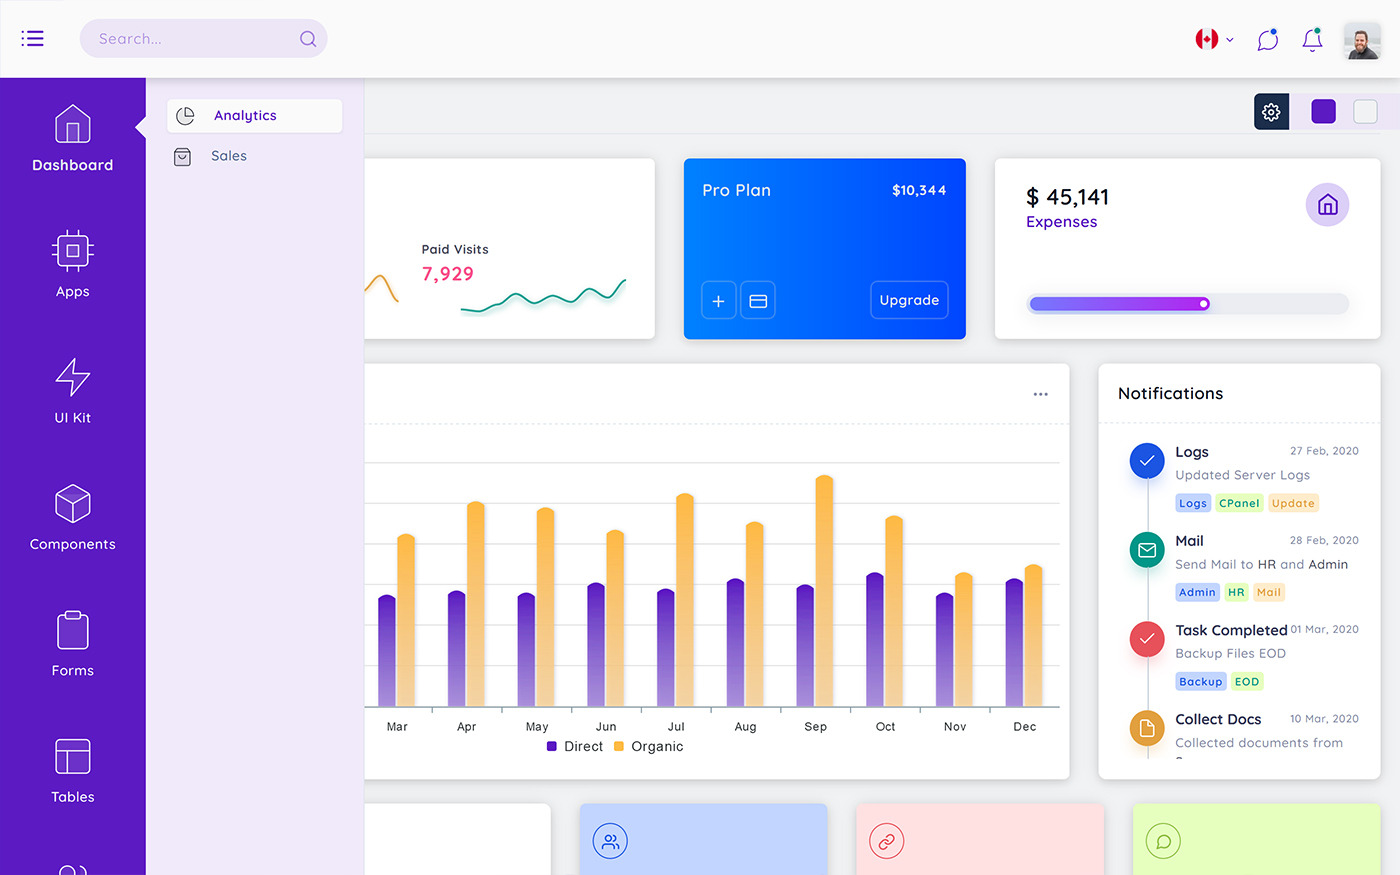 Search...
Dashboard
Apps
UI Kit
Components
Forms
Tables
Analytics
Sales
Paid Visits
7,929
Pro Plan
$10,344
Upgrade
$ 45,141
Expenses
Mar Apr May Jun Jul Aug Sep Oct Nov Dec
Direct Organic
Notifications
Logs 27 Feb, 2020
Updated Server Logs
Logs CPanel Update
Mail 28 Feb, 2020
Send Mail to HR and Admin
Admin HR Mail
Task Completed 01 Mar, 2020
Backup Files EOD
Backup EOD
Collect Docs 10 Mar, 2020
Collected documents from